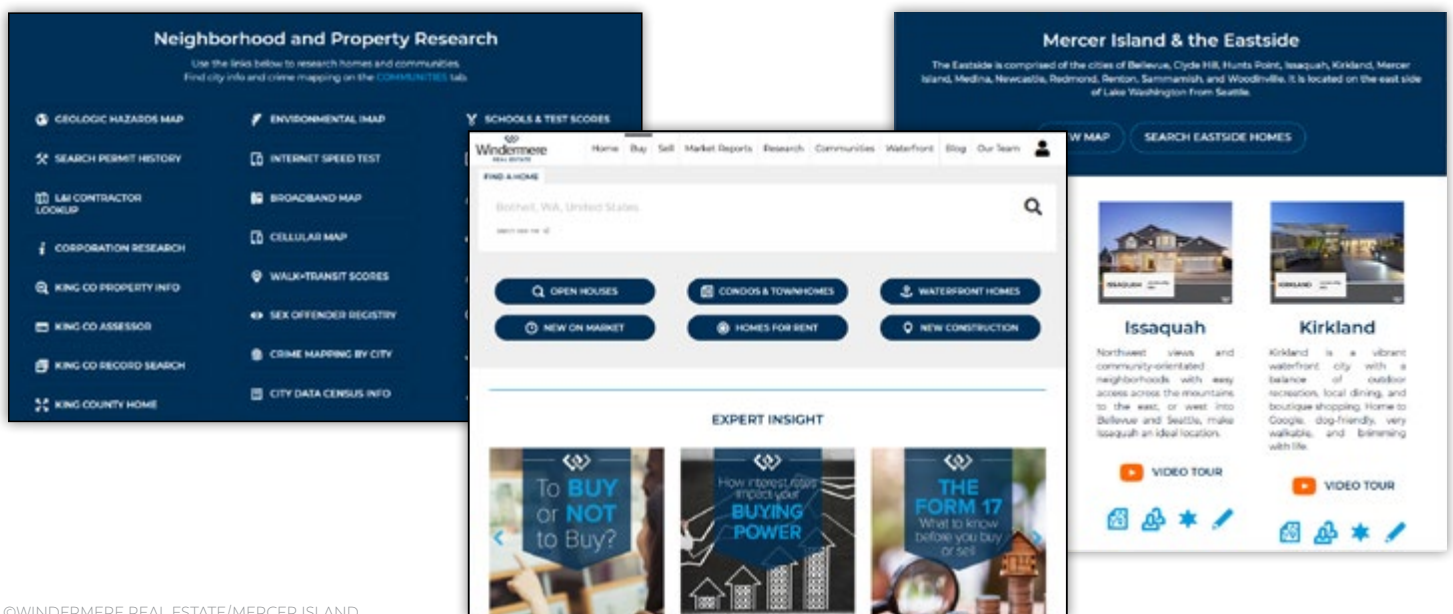 Neighborhood and Property Research
Use the links below to research homes and communities.
Find city info and crime mapping on the COMMUNITIES tab.
GEOLOGIC HAZARDS MAP
SEARCH PERMIT HISTORY
L&I CONTRACTOR
LOOKUP
CORPORATION RESEARCH
KING CO PROPERTY INFO
KING CO ASSESSOR
KING CO RECORD SEARCH
KING COUNTY HOME
ENVIRONMENTAL IMAP
INTERNET SPEED TEST
BROADBAND MAP
CELLULAR MAP
WALK+TRANSIT SCORES
SEX OFFENDER REGISTRY
CRIME MAPPING BY CITY
CITY DATA CENSUS INFO
SCHOOLS & TEST SCORES
Windermere
REAL ESTATE
Home Buy Sell Market Reports Research Communities Waterfront Blog Our Team
FIND A HOME
Bothell, WA, United States
OPEN HOUSES
CONDOS & TOWNHOMES
WATERFRONT HOMES
NEW ON MARKET
HOMES FOR RENT
NEW CONSTRUCTION
EXPERT INSIGHT
To BUY
or NOT
to Buy?
How interest rates
impact your
BUYING
POWER
THE
FORM 17
What to know
before you buy
or sell
Mercer Island & the Eastside
The Eastside is comprised of the cities of Bellevue, Clyde Hill, Hunts Point, Issaquah, Kirkland, Mercer
Island, Medina, Newcastle, Redmond, Renton, Sammamish, and Woodinville. It is located on the east side
of Lake Washington from Seattle.
W MAP
SEARCH EASTSIDE HOMES
ISSAQUAH
KIRKLAND
Issaquah
Northwest views and
community-orientated
neighborhoods with easy
access across the mountains
to the east, or west into
Bellevue and Seattle, make
Issaquah an ideal location.
VIDEO TOUR
Kirkland
Kirkland is a vibrant
waterfront city with a
balance of outdoor
recreation, local dining, and
boutique shopping. Home to
Google, dog-friendly, very
walkable, and brimming
with life.
VIDEO TOUR
©WINDERMERE REAL ESTATE/MERCER ISLAND